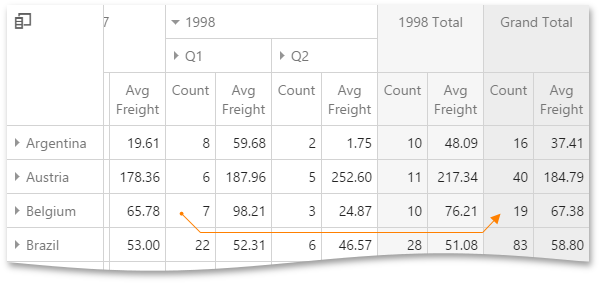 7 1998 1998 Total Grand Total
Q1 Q2
Avg Freight Count Avg Freight Count Avg Freight Count Avg Freight Count Avg Freight
Argentina 19.61 8 59.68 2 1.75 10 48.09 16 37.41
Austria 178.36 6 187.96 5 252.60 11 217.34 40 184.79
Belgium 65.78 7 98.21 3 24.87 10 76.21 19 67.38
Brazil 53.00 22 52.31 6 46.57 28 51.08 83 58.80